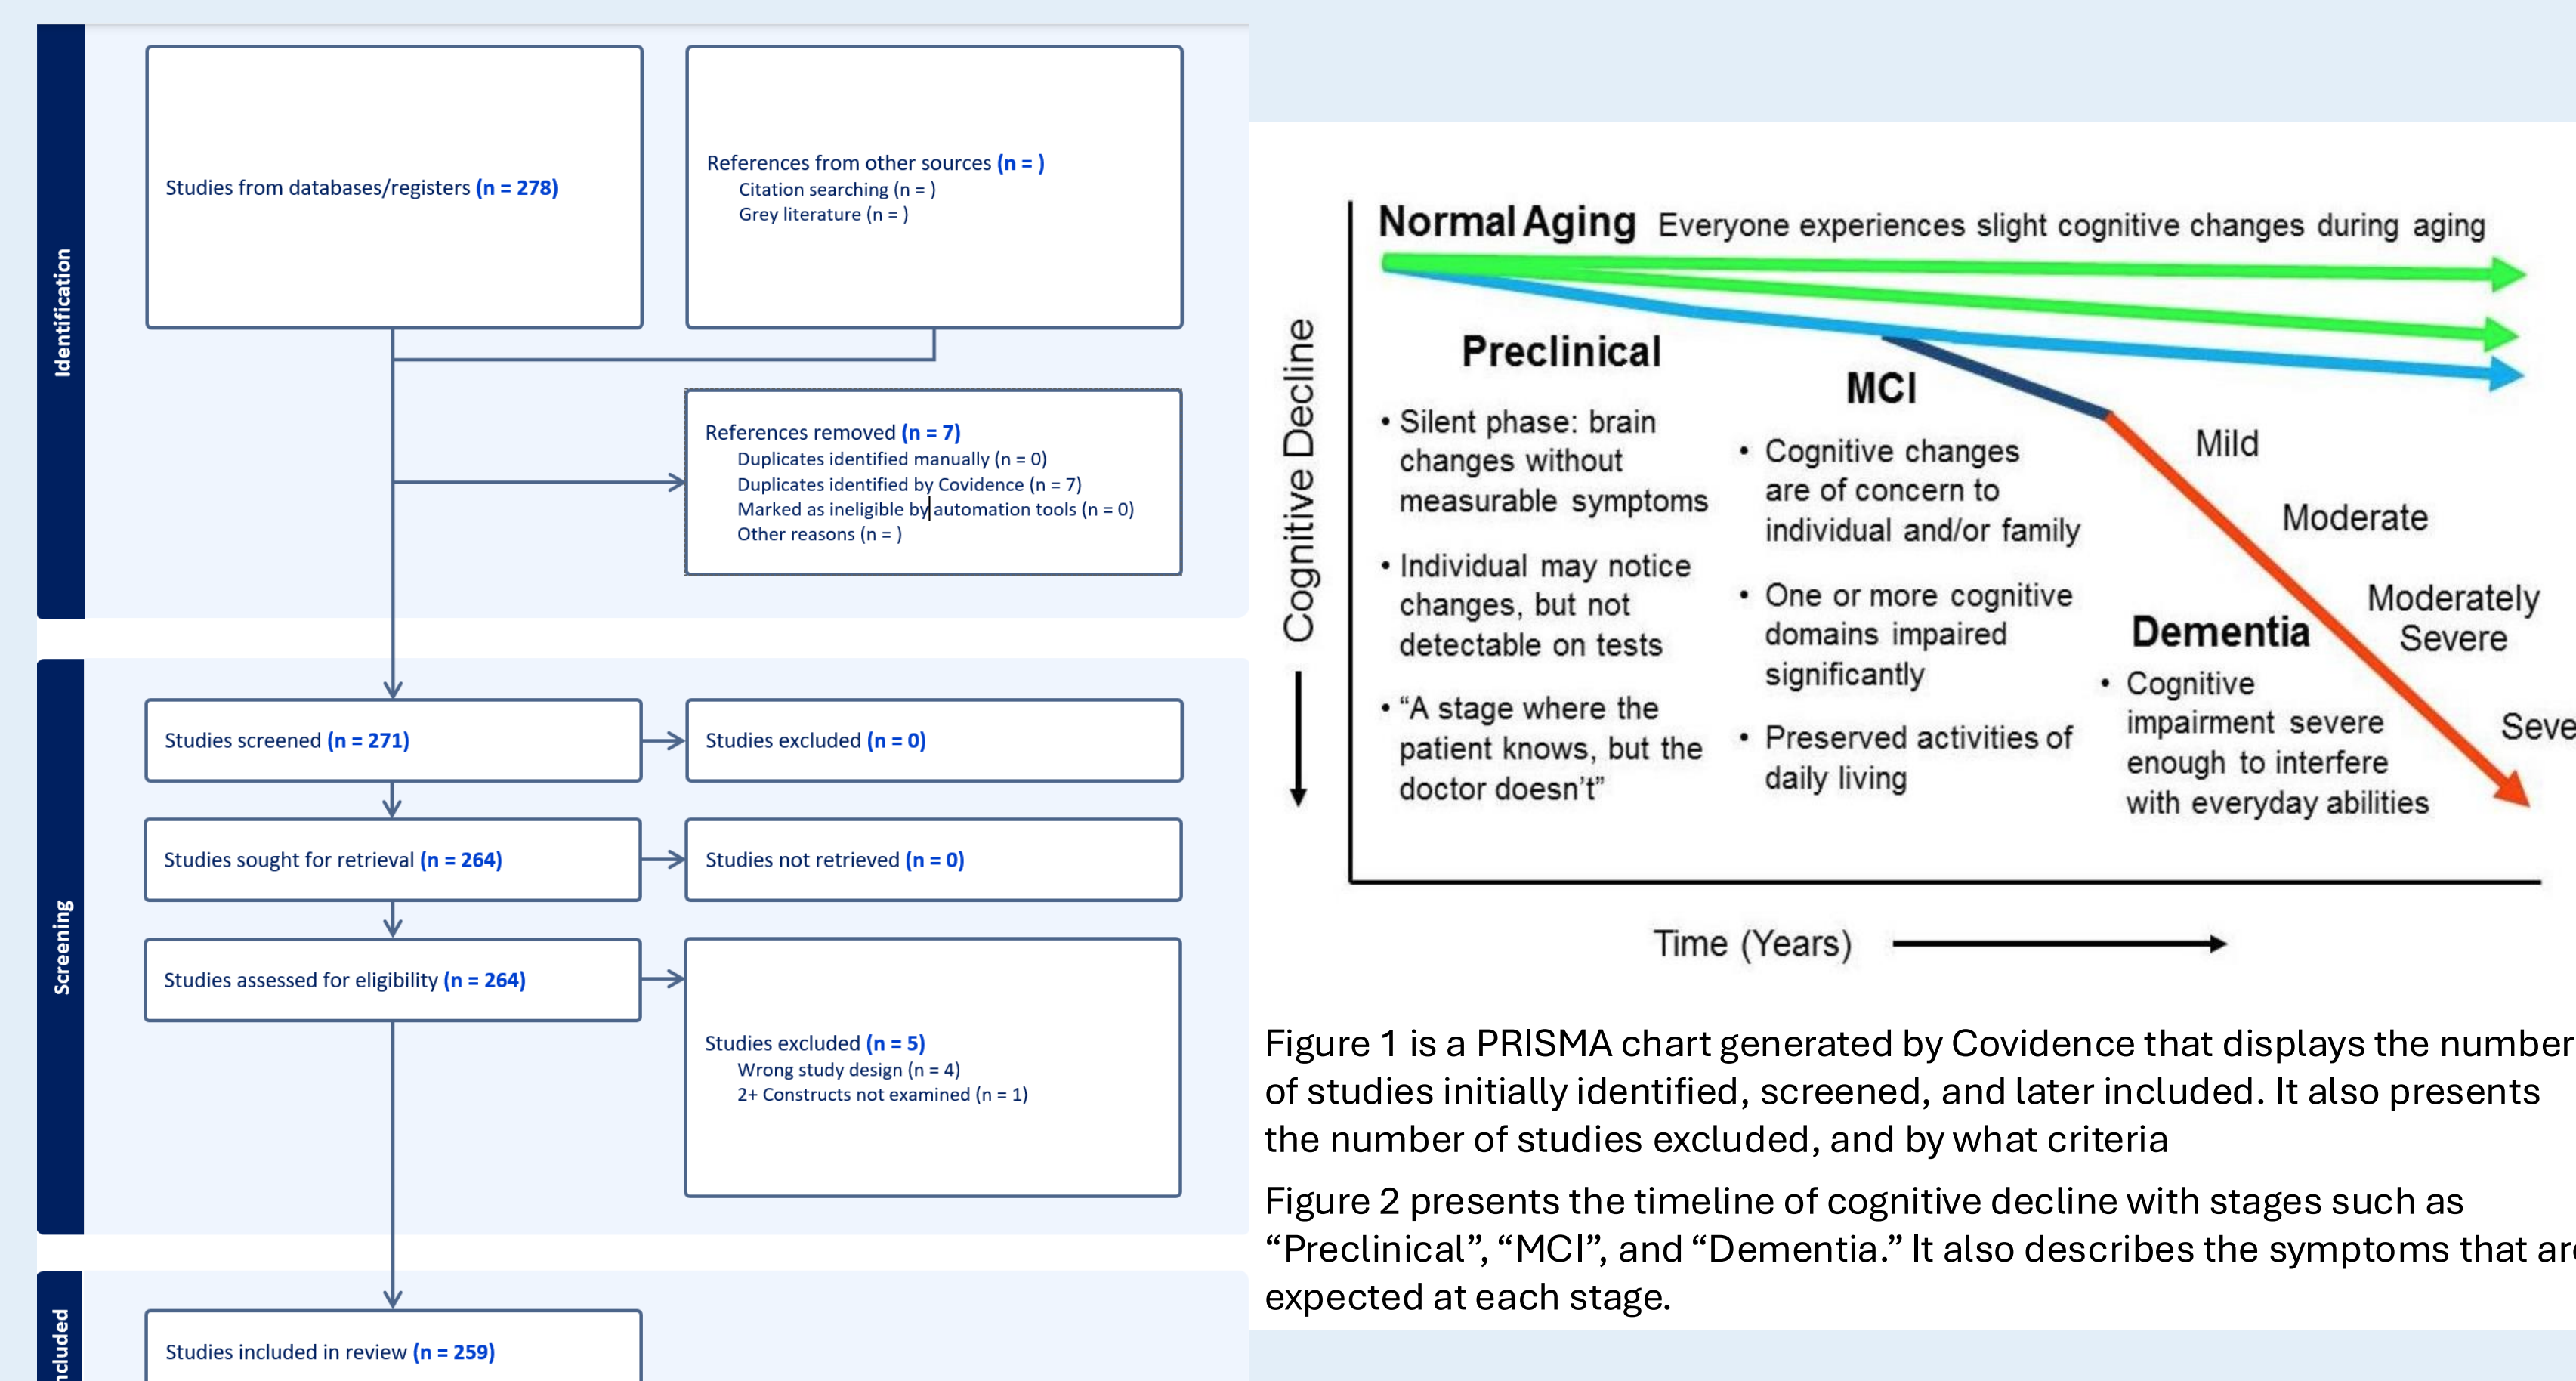 Identification
Studies from databases/registers (n = 278)
References from other sources (n = )
Citation searching (n = )
Grey literature (n = )
References removed (n = 7)
Duplicates identified manually (n = 0)
Duplicates identified by Covidence (n = 7)
Marked as ineligible by automation tools (n = 0)
Other reasons (n = )
Screening
Studies screened (n = 271)
Studies excluded (n = 0)
Studies sought for retrieval (n = 264)
Studies not retrieved (n = 0)
Studies assessed for eligibility (n = 264)
Studies excluded (n = 5)
Wrong study design (n = 4)
2+ Constructs not examined (n = 1)
Studies included in review (n = 259)
Normal Aging Everyone experiences slight cognitive changes during aging
Cognitive Decline
Preclinical
• Silent phase: brain
changes without
measurable symptoms
• Individual may notice
changes, but not
detectable on tests
• “A stage where the
patient knows, but the
doctor doesn’t”
MCI
• Cognitive changes
are of concern to
individual and/or family
• One or more cognitive
domains impaired
significantly
• Preserved activities of
daily living
Dementia
• Cognitive
impairment severe
enough to interfere
with everyday abilities
Mild
Moderate
Moderately
Severe
Time (Years)
Figure 1 is a PRISMA chart generated by Covidence that displays the number
of studies initially identified, screened, and later included. It also presents
the number of studies excluded, and by what criteria
Figure 2 presents the timeline of cognitive decline with stages such as
“Preclinical”, “MCI”, and “Dementia.” It also describes the symptoms that
expected at each stage.